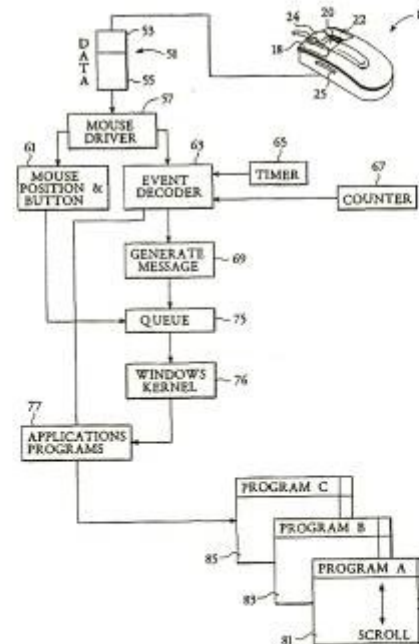 24
20
22
18
25
53
51
55
DATA
57
MOUSE
DRIVER
61
MOUSE
POSITION &
BUTTON
63
EVENT
DECODER
65
TIMER
67
COUNTER
GENERATE
MESSAGE
69
QUEUE
75
WINDOWS
KERNEL
76
77
APPLICATIONS
PROGRAMS
PROGRAM C
85
PROGRAM B
83
PROGRAM A
SCROLL
81